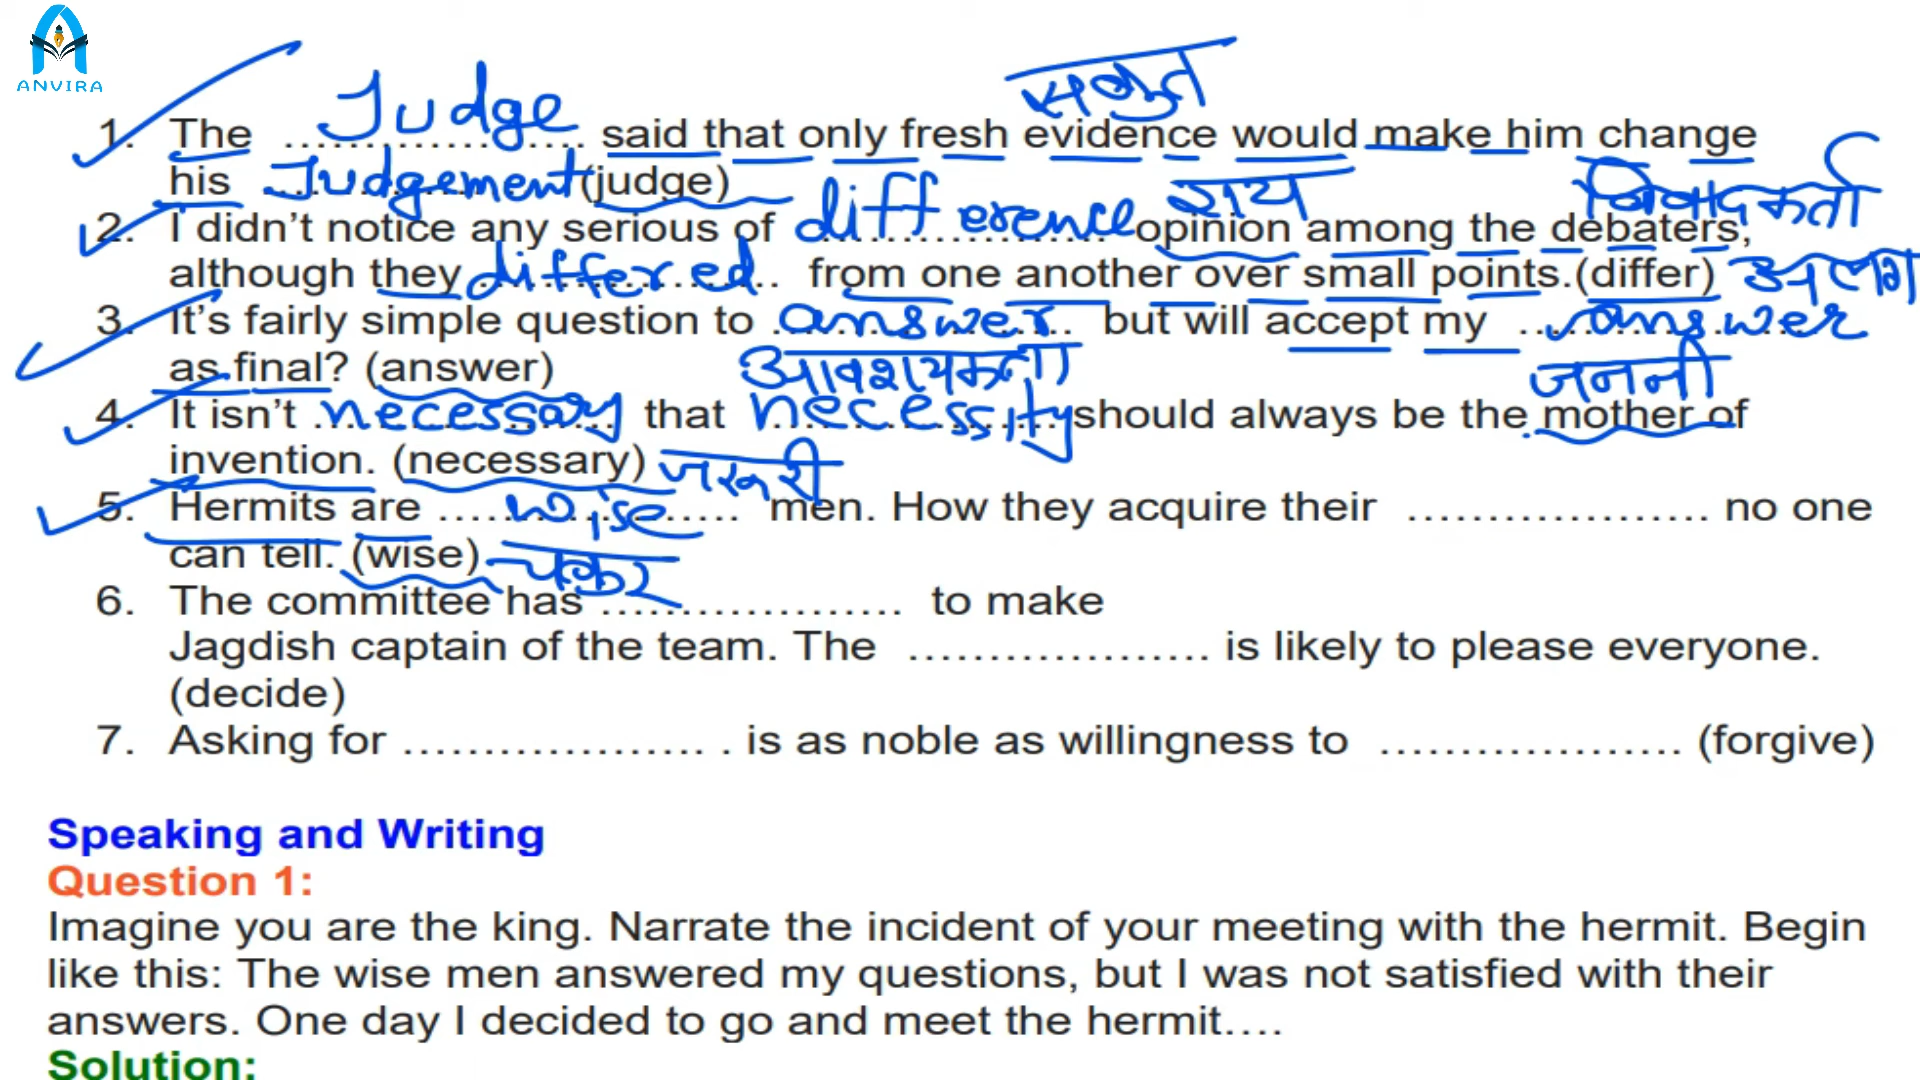 ANVIRA
सबूत
1. The Judge said that only fresh evidence would make him change
his Judgement (judge)
राय विवादकर्ता
2. I didn't notice any serious of difference opinion among the debaters,
although they differed from one another over small points.(differ) अलग
3. It's fairly simple question to answer but will accept my answer
as final? (answer) आवश्यकता जननी
4. It isn't necessary that necessity should always be the mother of
invention. (necessary) जरूरी
5. Hermits are wise men. How they acquire their ................... no one
can tell. (wise)
6. The committee has ................... to make
Jagdish captain of the team. The ................... is likely to please everyone.
(decide)
7. Asking for ................... . is as noble as willingness to ................... (forgive)
Speaking and Writing
Question 1:
Imagine you are the king. Narrate the incident of your meeting with the hermit. Begin
like this: The wise men answered my questions, but I was not satisfied with their
answers. One day I decided to go and meet the hermit....
Solution: